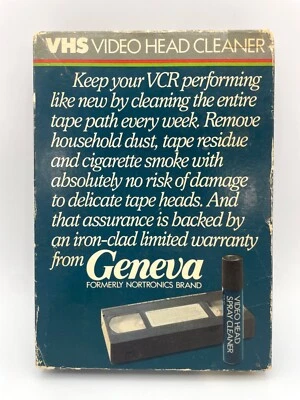 VHS VIDEO HEAD CLEANER
Keep your VCR performing
like new by cleaning the entire
tape path every week. Remove
household dust, tape residue
and cigarette smoke with
absolutely no risk of damage
to delicate tape heads. And
that assurance is backed by
an iron-clad limited warranty
from Geneva
FORMERLY NORTRONICS BRAND
VIDEO HEAD
SPRAY CLEANER